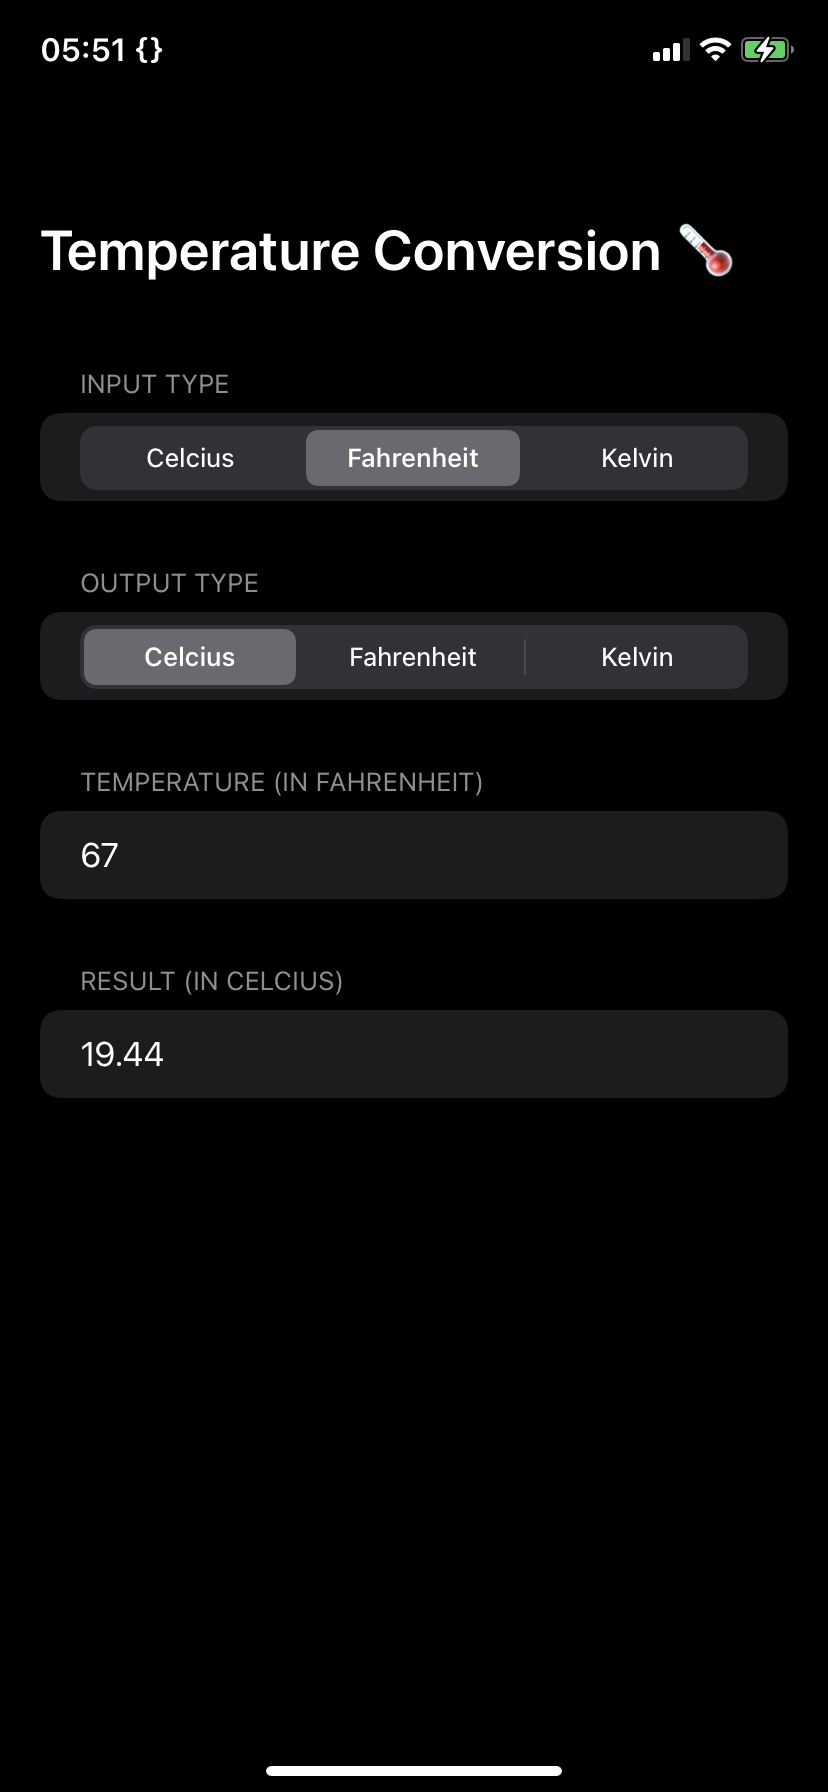 05:51 {}
Temperature Conversion 🌡️
INPUT TYPE
Celcius Fahrenheit Kelvin
OUTPUT TYPE
Celcius Fahrenheit Kelvin
TEMPERATURE (IN FAHRENHEIT)
67
RESULT (IN CELCIUS)
19.44